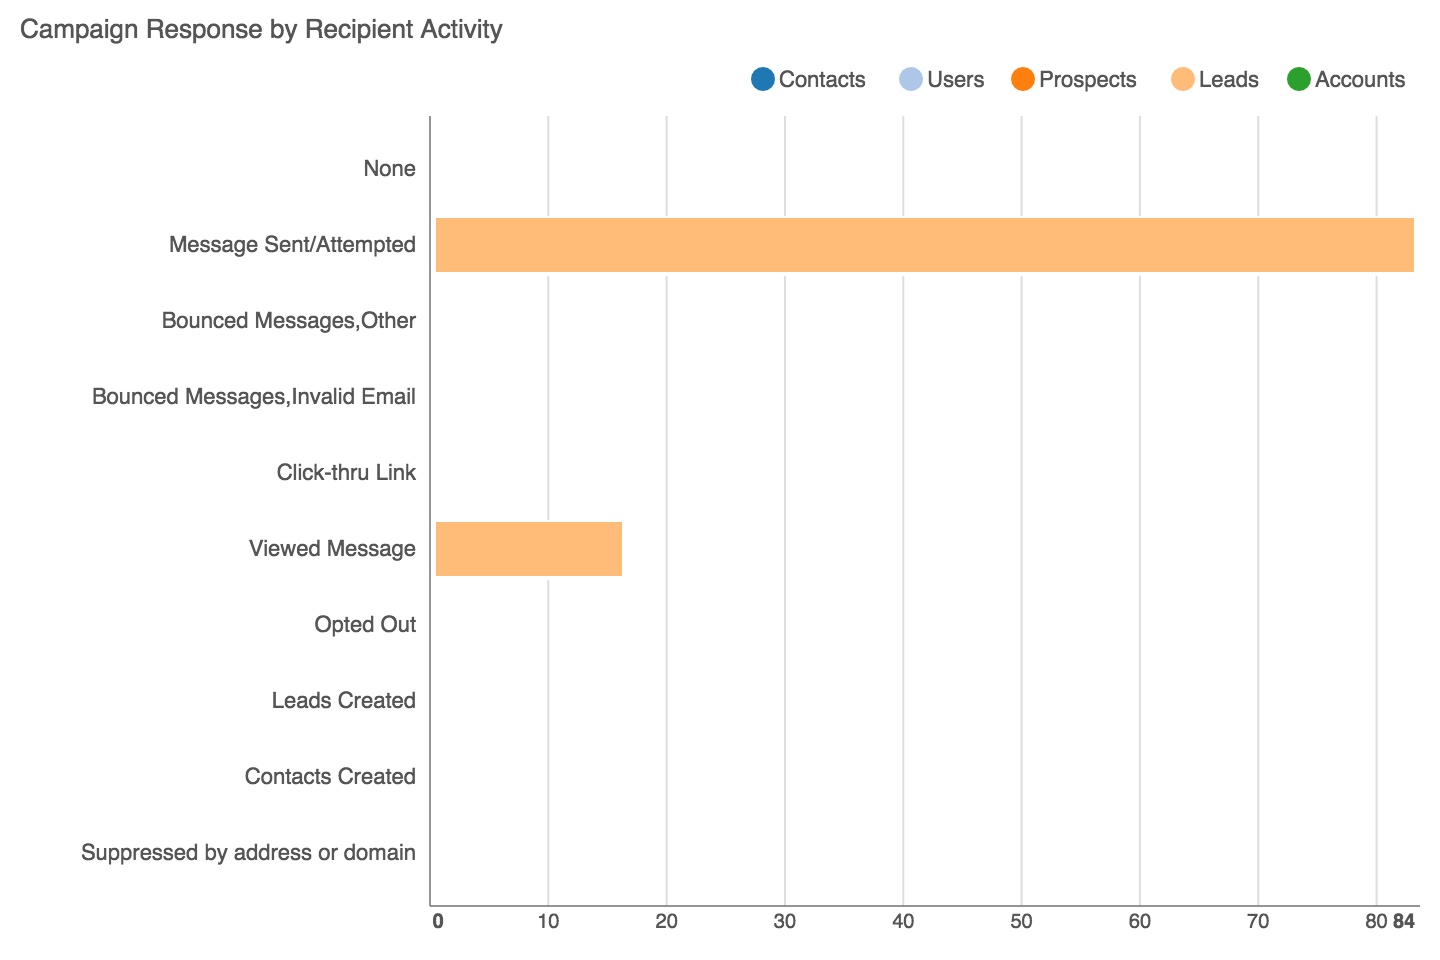 Campaign Response by Recipient Activity
Contacts Users Prospects Leads Accounts
None
Message Sent/Attempted
Bounced Messages,Other
Bounced Messages,Invalid Email
Click-thru Link
Viewed Message
Opted Out
Leads Created
Contacts Created
Suppressed by address or domain
0 10 20 30 40 50 60 70 80 84